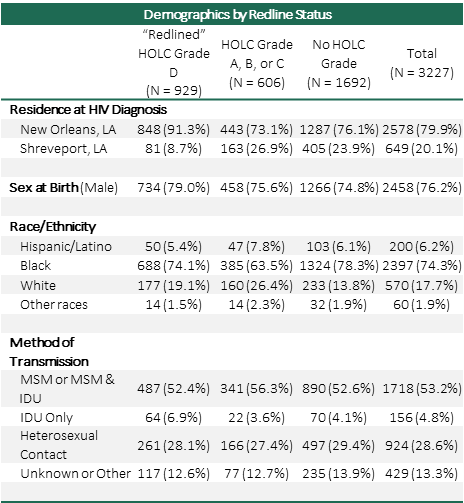 Demographics by Redline Status
“Redlined” HOLC Grade D (N = 929) HOLC Grade A, B, or C (N = 606) No HOLC Grade (N = 1692) Total (N = 3227)
Residence at HIV Diagnosis
New Orleans, LA 848 (91.3%) 443 (73.1%) 1287 (76.1%) 2578 (79.9%)
Shreveport, LA 81 (8.7%) 163 (26.9%) 405 (23.9%) 649 (20.1%)
Sex at Birth (Male) 734 (79.0%) 458 (75.6%) 1266 (74.8%) 2458 (76.2%)
Race/Ethnicity
Hispanic/Latino 50 (5.4%) 47 (7.8%) 103 (6.1%) 200 (6.2%)
Black 688 (74.1%) 385 (63.5%) 1324 (78.3%) 2397 (74.3%)
White 177 (19.1%) 160 (26.4%) 233 (13.8%) 570 (17.7%)
Other races 14 (1.5%) 14 (2.3%) 32 (1.9%) 60 (1.9%)
Method of
Transmission
MSM or MSM &
IDU 487 (52.4%) 341 (56.3%) 890 (52.6%) 1718 (53.2%)
IDU Only 64 (6.9%) 22 (3.6%) 70 (4.1%) 156 (4.8%)
Heterosexual
Contact 261 (28.1%) 166 (27.4%) 497 (29.4%) 924 (28.6%)
Unknown or Other 117 (12.6%) 77 (12.7%) 235 (13.9%) 429 (13.3%)